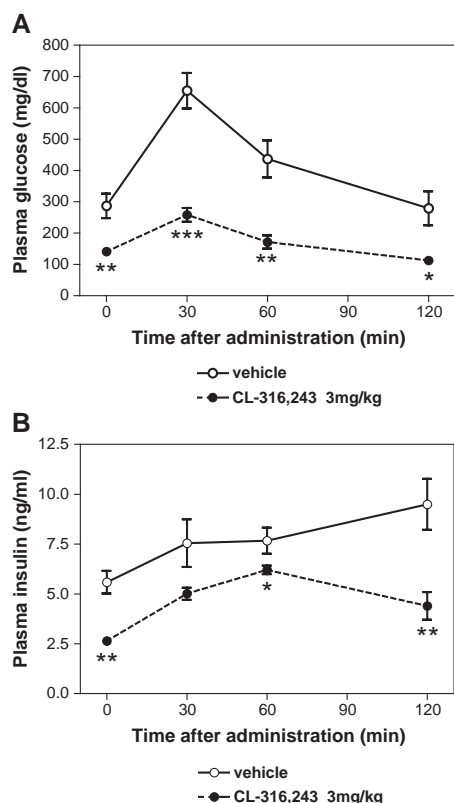 A
Plasma glucose (mg/dl)
800
700
600
500
400
300
200
100
00
** *** ** *
0 30 60 90 120
Time after administration (min)
vehicle
CL-316,243 3mg/kg
B
Plasma insulin (ng/ml)
12.5
10.0
7.5
5.0
2.5
0.0
** * **
0 30 60 90 120
Time after administration (min)
vehicle
CL-316,243 3mg/kg